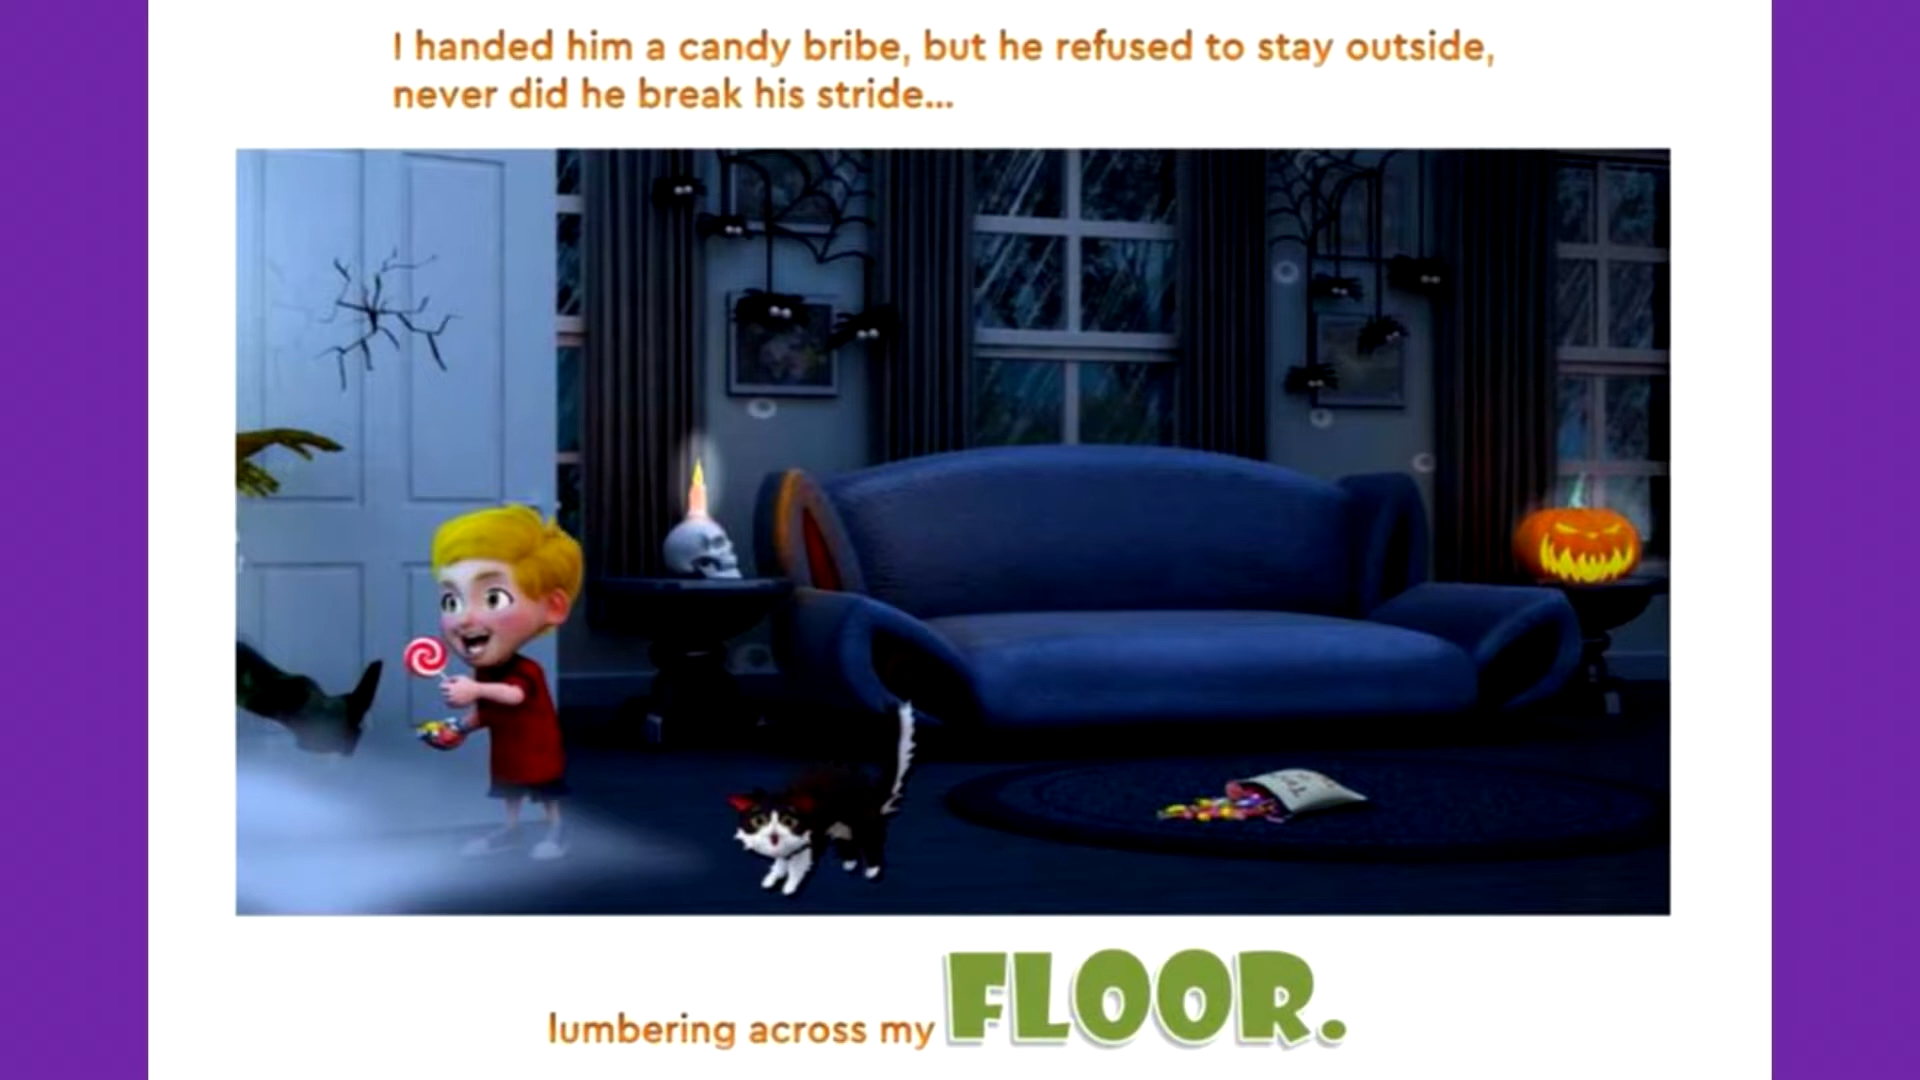 I handed him a candy bribe, but he refused to stay outside,
never did he break his stride...
lumbering across my FLOOR.